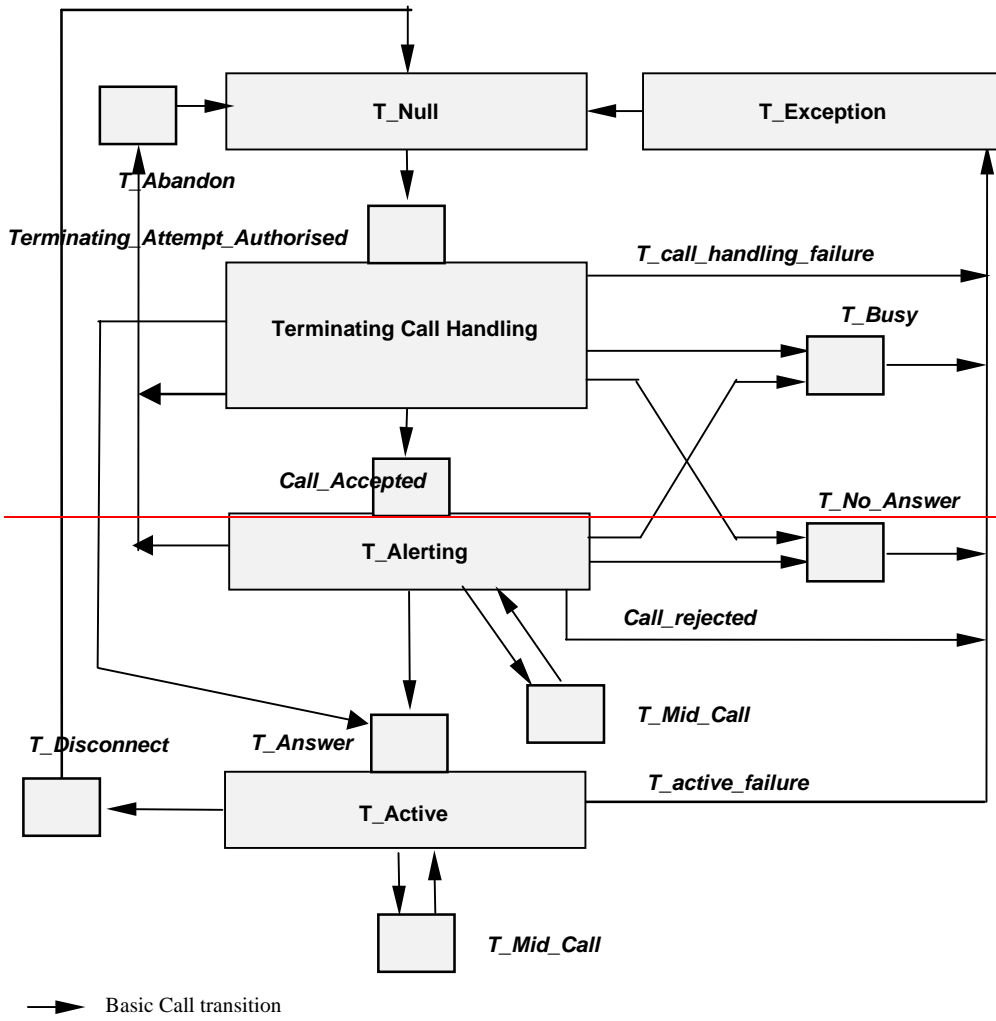 T_Null
T_Exception
T_Abandon
Terminating_Attempt_Authorised
T_call_handling_failure
Terminating Call Handling
T_Busy
Call_Accepted
T_No_Answer
T_Alerting
Call_rejected
T_Mid_Call
T_Disconnect
T_Answer
T_active_failure
T_Active
T_Mid_Call
Basic Call transition